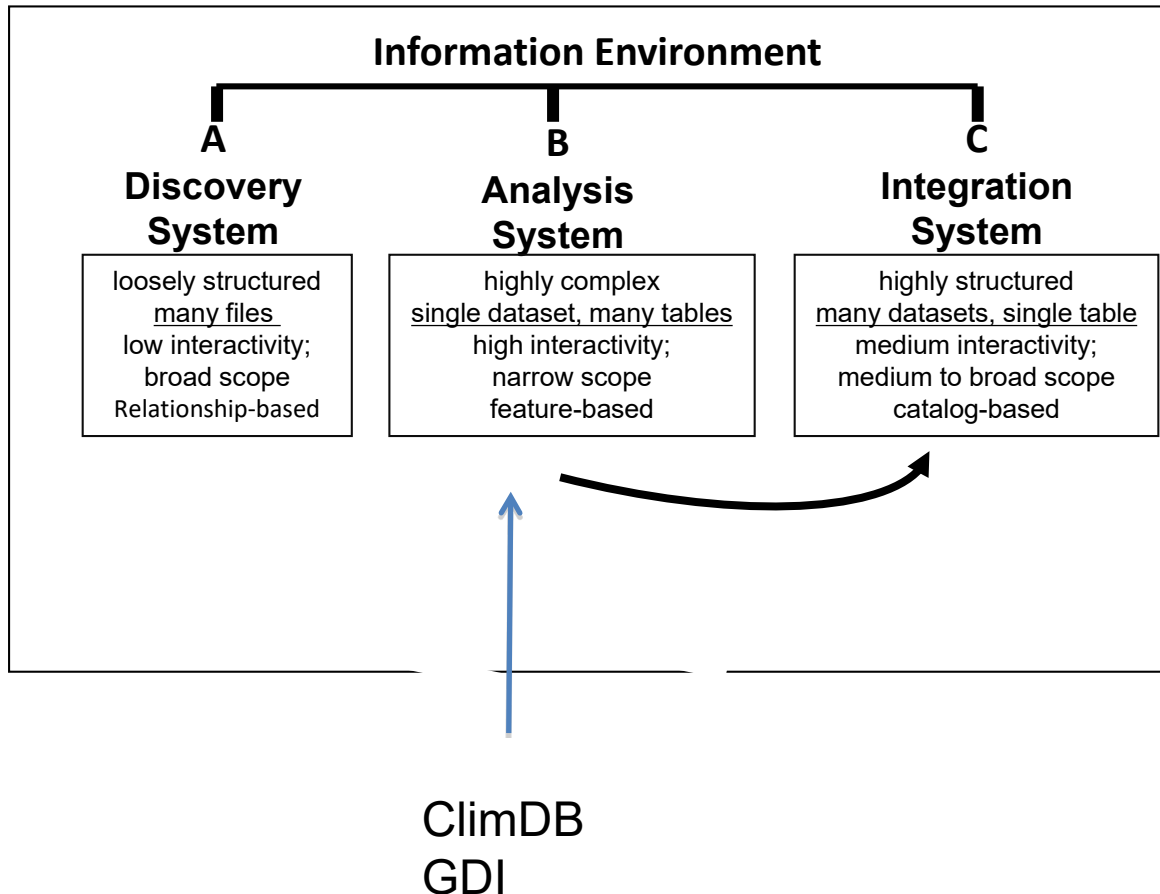 Information Environment
A
Discovery
System
loosely structured
many files
low interactivity;
broad scope
Relationship-based
B
Analysis
System
highly complex
single dataset, many tables
high interactivity;
narrow scope
feature-based
C
Integration
System
highly structured
many datasets, single table
medium interactivity;
medium to broad scope
catalog-based
ClimDB
GDI